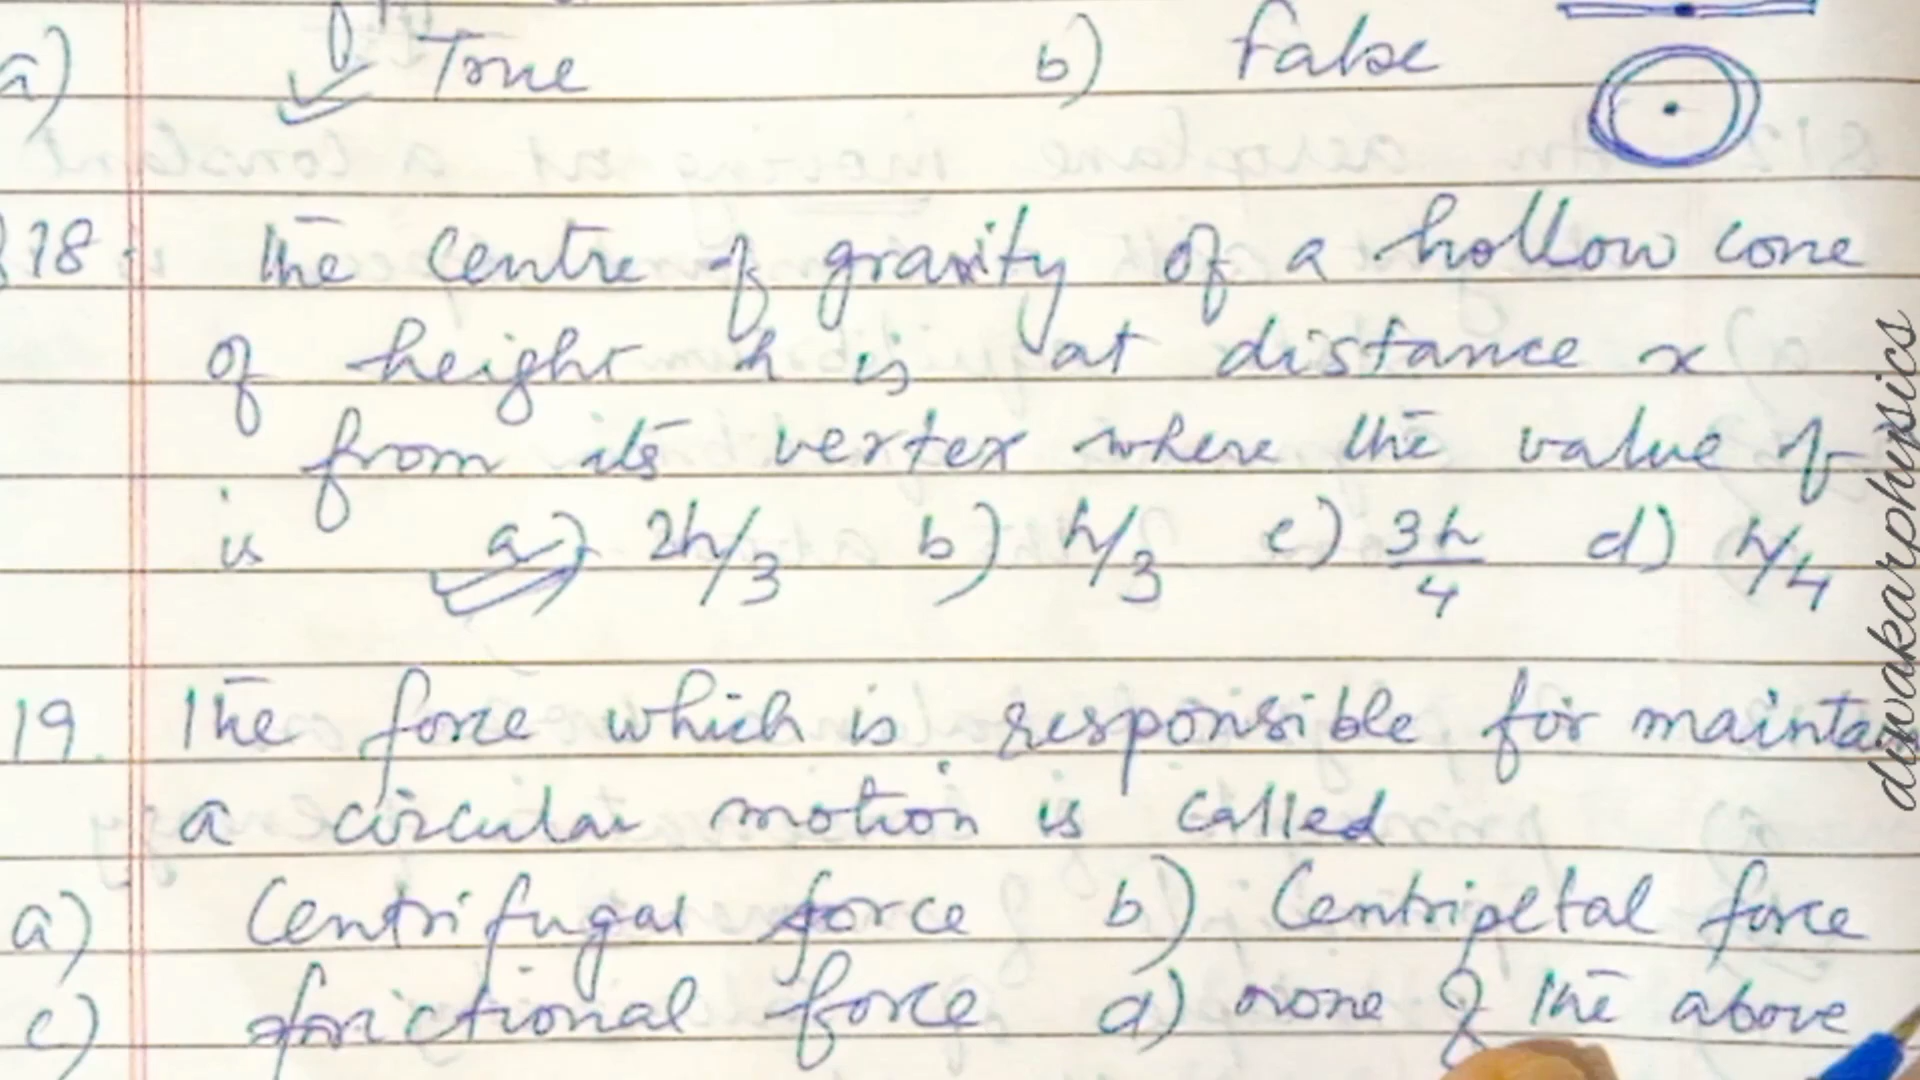 a) True b) false
18. The centre of gravity of a hollow cone
of height h is at distance x
from its vertex where the value of
is a) 2h/3 b) h/3 c) 3h/4 d) h/4
19. The force which is responsible for mainta
a circular motion is called
a) Centrifugal force b) Centripetal force
c) frictional force d) none of the above
diwakarphysics